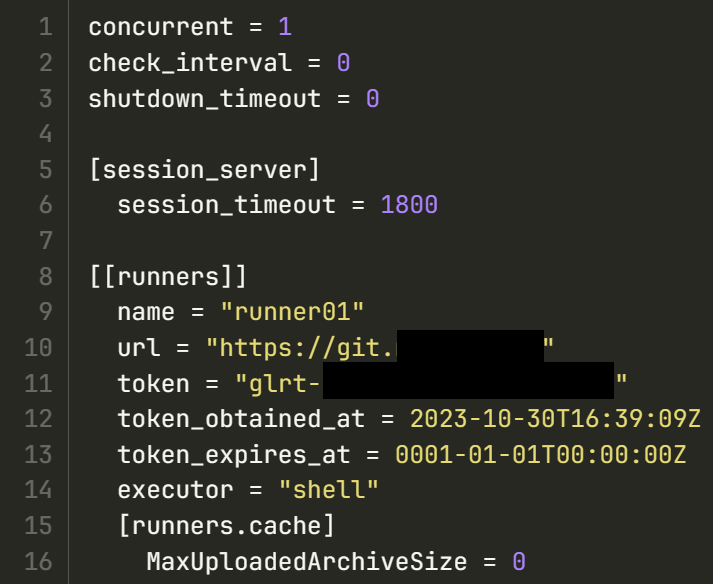 1 concurrent = 1
2 check_interval = 0
3 shutdown_timeout = 0
4
5 [session_server]
6   session_timeout = 1800
7
8 [[runners]]
9   name = "runner01"
10   url = "https://git. "
11   token = "glrt- "
12   token_obtained_at = 2023-10-30T16:39:09Z
13   token_expires_at = 0001-01-01T00:00:00Z
14   executor = "shell"
15   [runners.cache]
16     MaxUploadedArchiveSize = 0